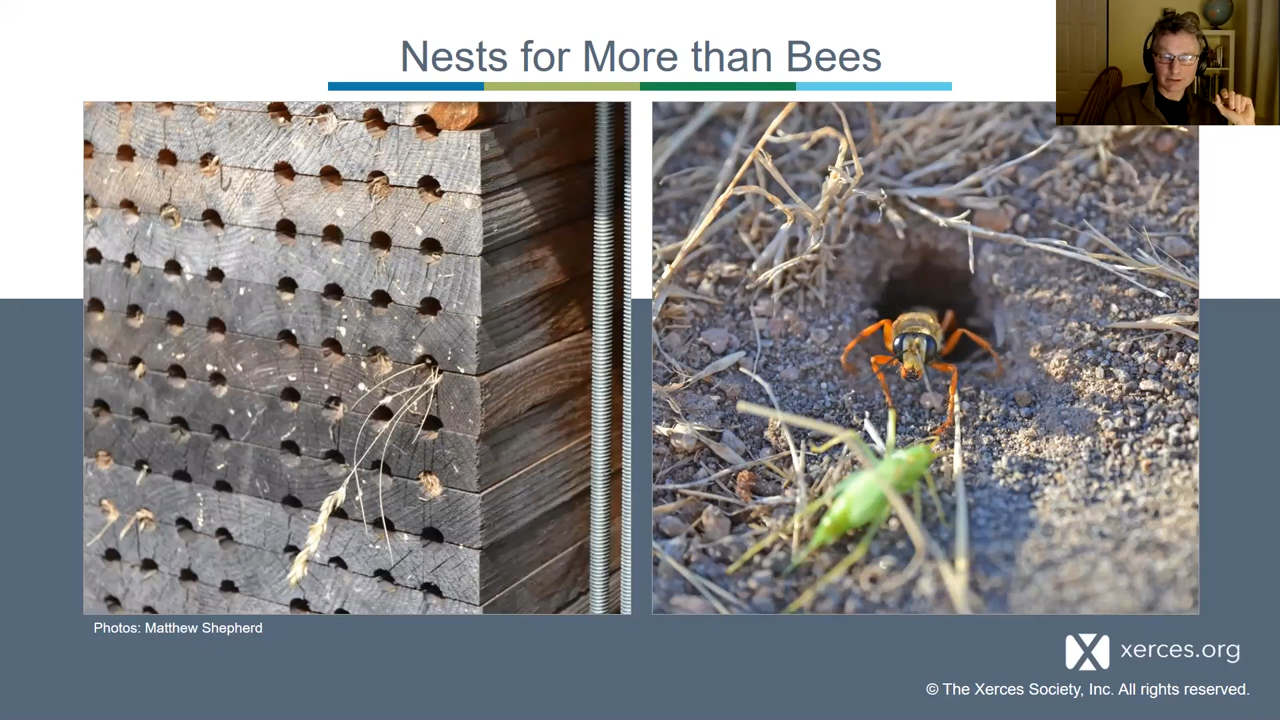 Nests for More than Bees
Photos: Matthew Shepherd
xerces.org
© The Xerces Society, Inc. All rights reserved.